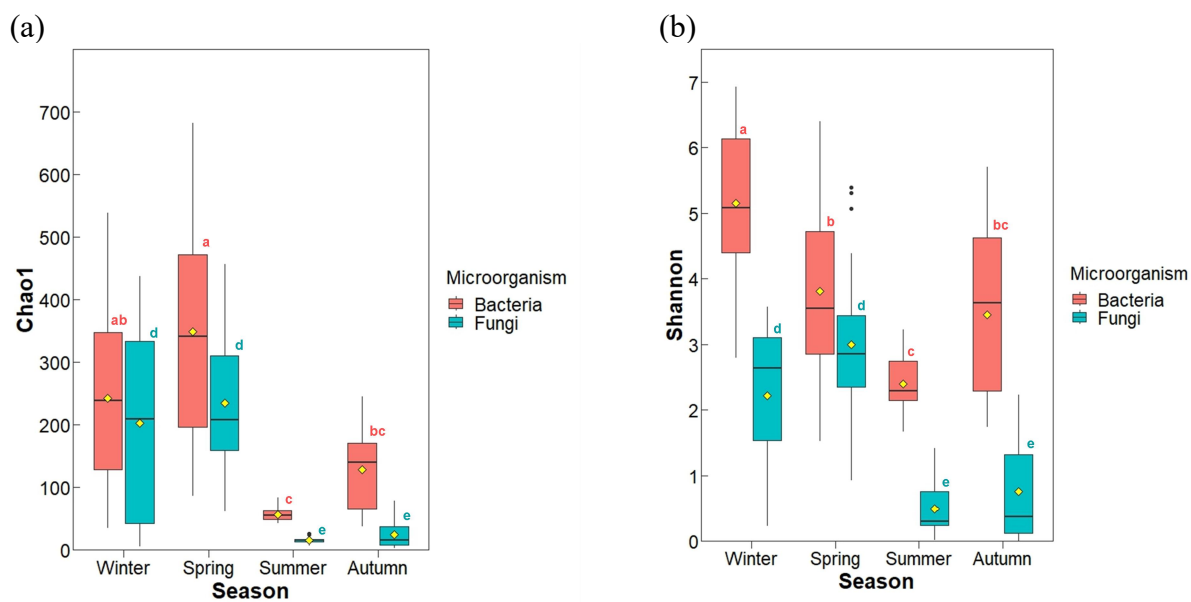 (a)
700
600
500
400
300
200
100
0
Chao1
ab
d
a
d
c
e
bc
e
Winter Spring Summer Autumn
Season
Microorganism
Bacteria
Fungi
(b)
7
6
5
4
3
2
1
0
Shannon
a
d
b
d
c
e
bc
e
Winter Spring Summer Autumn
Season
Microorganism
Bacteria
Fungi